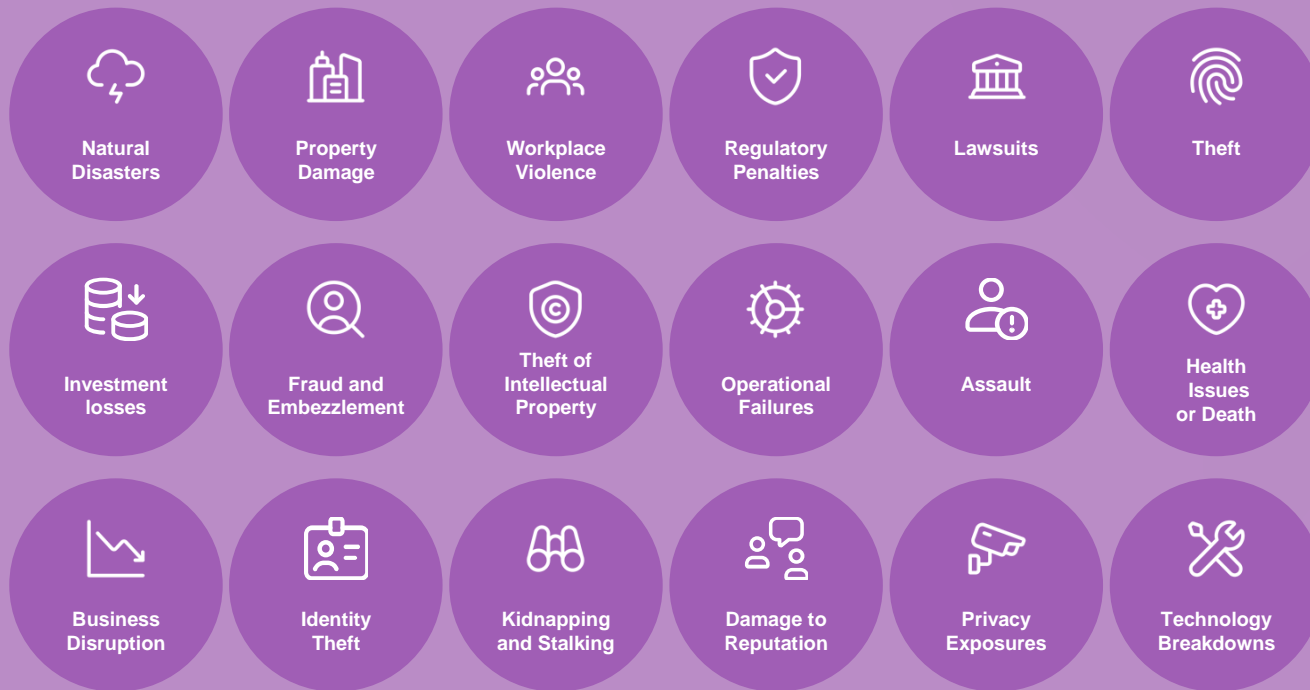 Natural
Disasters
Property
Damage
Workplace
Violence
Regulatory
Penalties
Lawsuits
Theft
Investment
losses
Fraud and
Embezzlement
Theft of
Intellectual
Property
Operational
Failures
Assault
Health
Issues
or Death
Business
Disruption
Identity
Theft
Kidnapping
and Stalking
Damage to
Reputation
Privacy
Exposures
Technology
Breakdowns